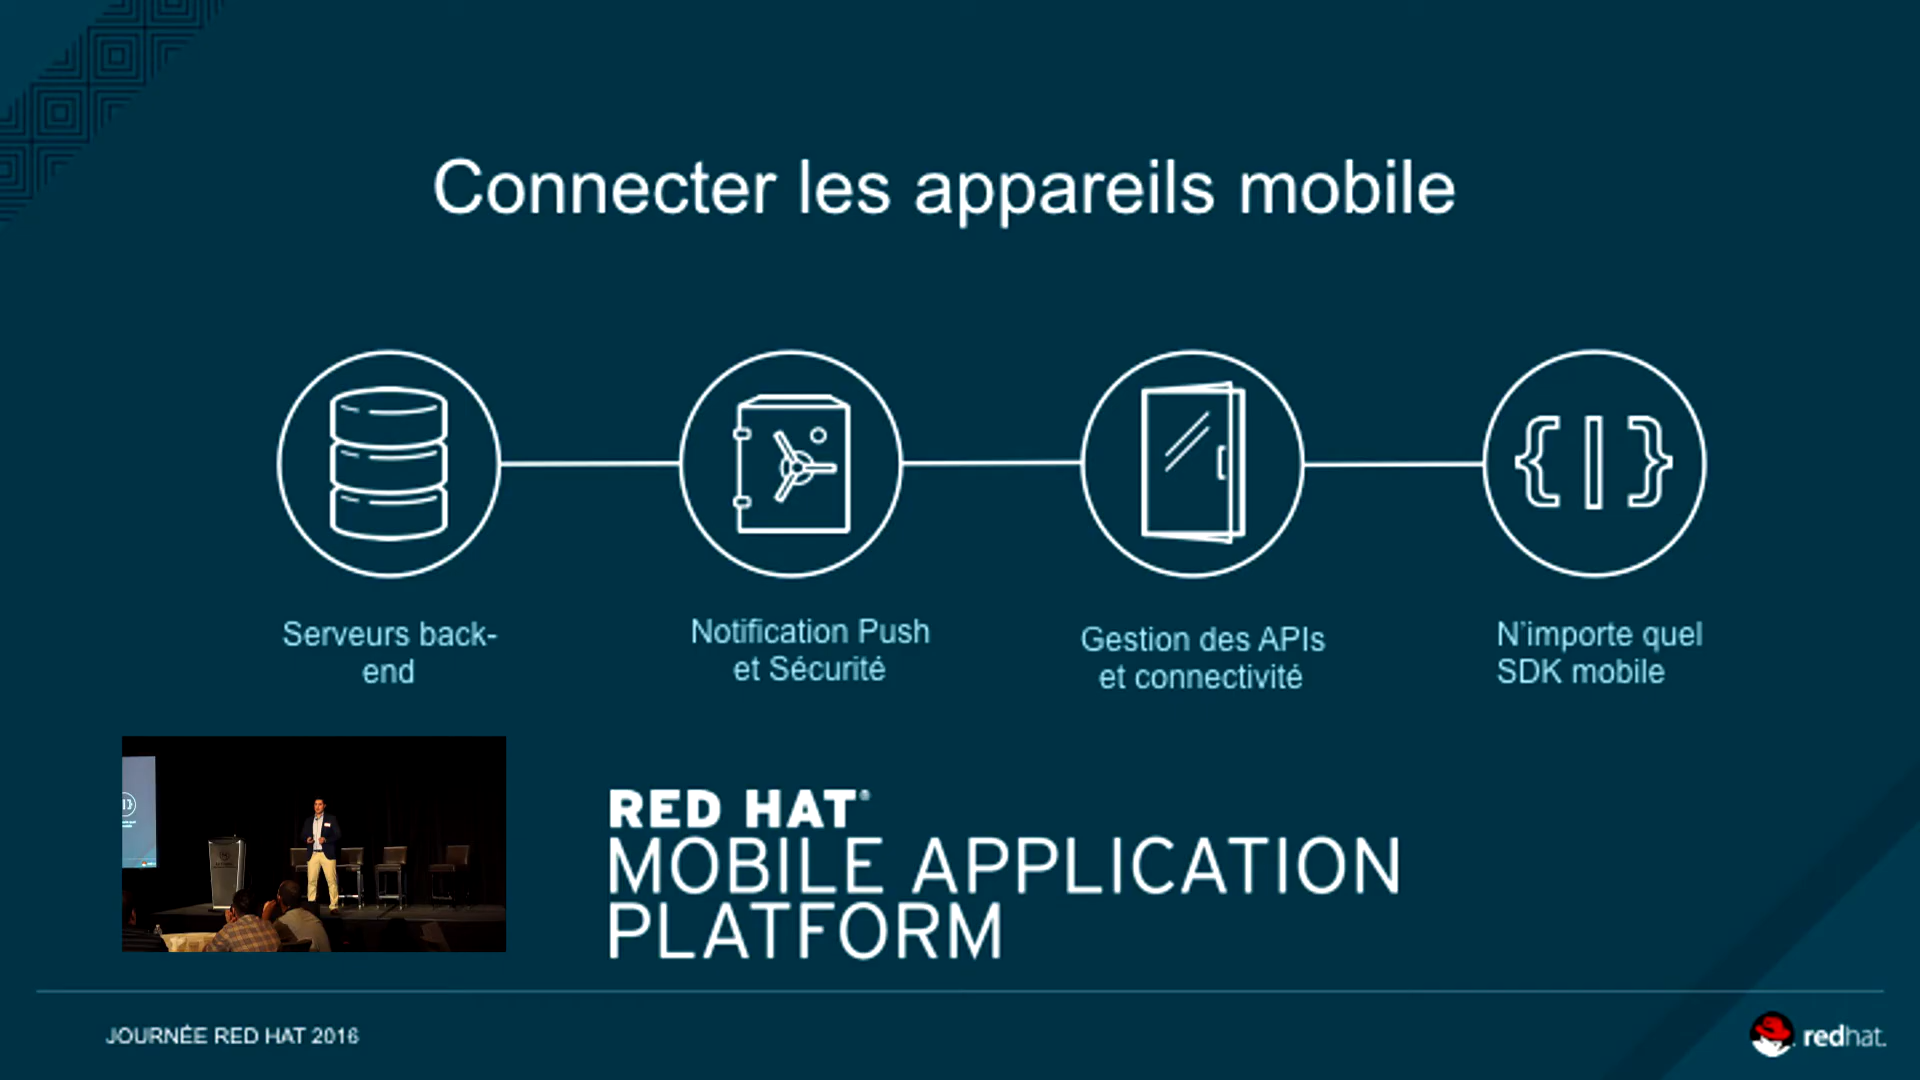 Connecter les appareils mobile
Serveurs back-
end
Notification Push
et Sécurité
Gestion des APIs
et connectivité
N'importe quel
SDK mobile
RED HAT®
MOBILE APPLICATION
PLATFORM
JOURNÉE RED HAT 2016
redhat.